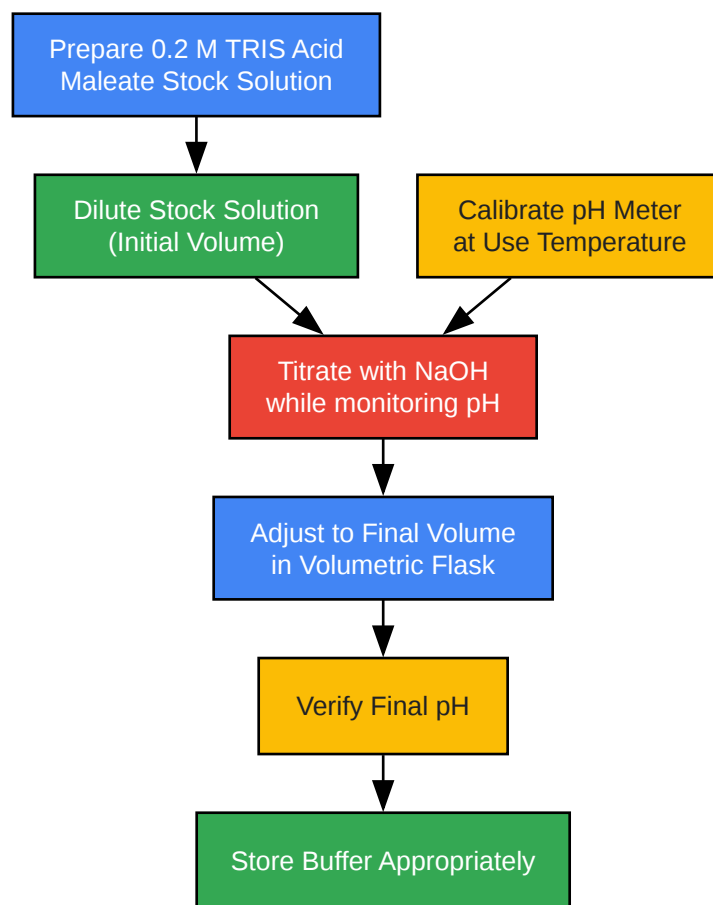 Prepare 0.2 M TRIS Acid
Maleate Stock Solution
Dilute Stock Solution
(Initial Volume)
Calibrate pH Meter
at Use Temperature
Titrate with NaOH
while monitoring pH
Adjust to Final Volume
in Volumetric Flask
Verify Final pH
Store Buffer Appropriately